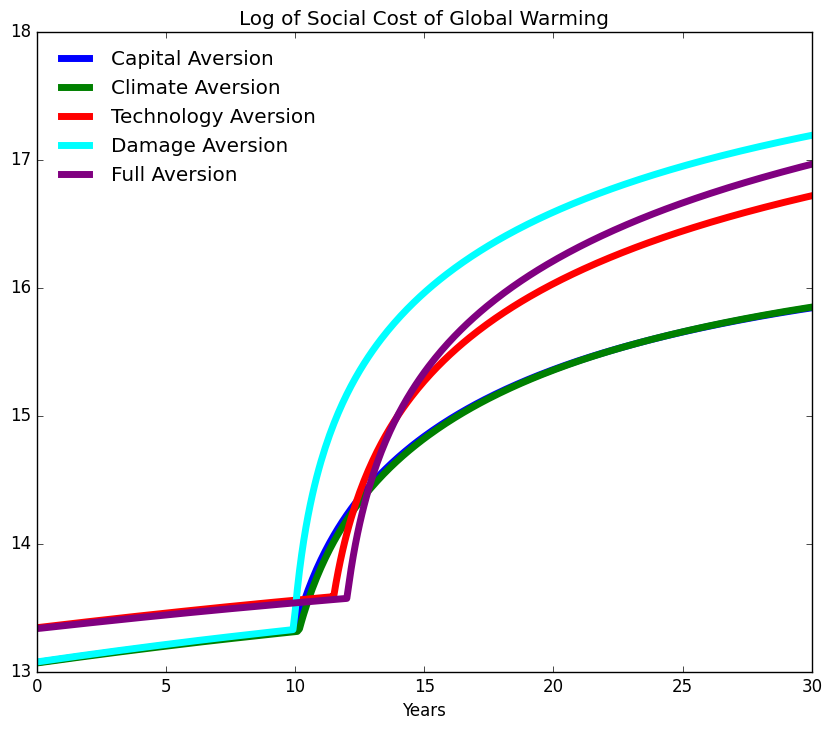 Log of Social Cost of Global Warming
18
17
16
15
14
13
Capital Aversion
Climate Aversion
Technology Aversion
Damage Aversion
Full Aversion
0 5 10 15 20 25 30
Years